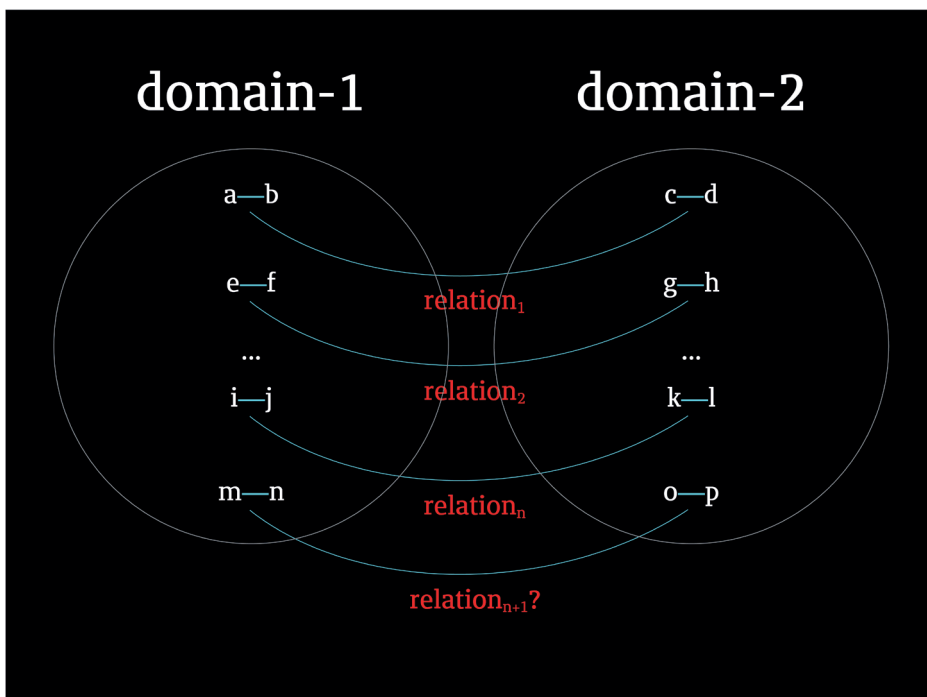 domain-1 domain-2
a—b c—d
e—f g—h
relation₁
... ...
i—j k—l
relation₂
m—n o—p
relationₙ
relationₙ₊₁?